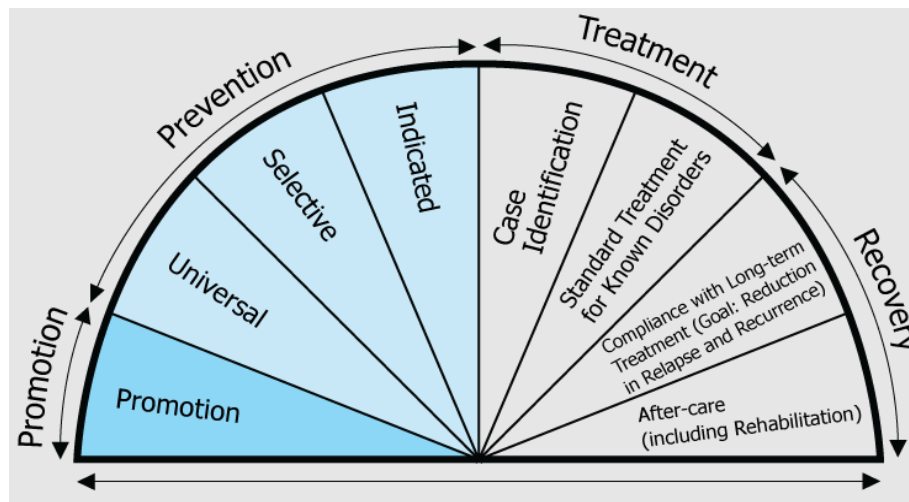 Promotion
Prevention
Treatment
Recovery
Promotion
Universal
Selective
Indicated
Case
Identification
Standard Treatment
for Known Disorders
Compliance with Long-term
Treatment (Goal: Reduction
in Relapse and Recurrence)
After-care
(including Rehabilitation)